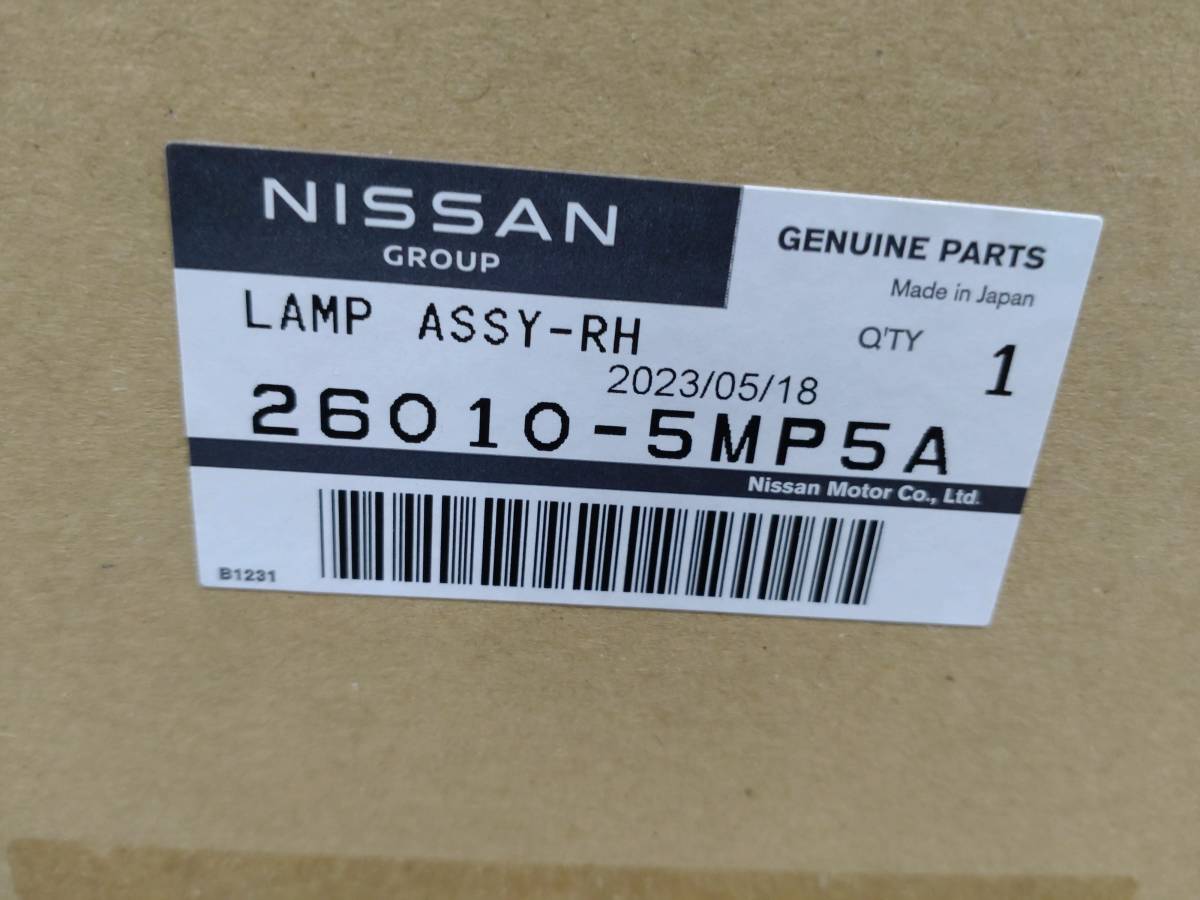 NISSAN
GROUP
GENUINE PARTS
Made in Japan
LAMP ASSY-RH
Q'TY 1
2023/05/18
26010-5MP5A
Nissan Motor Co., Ltd.
B1231